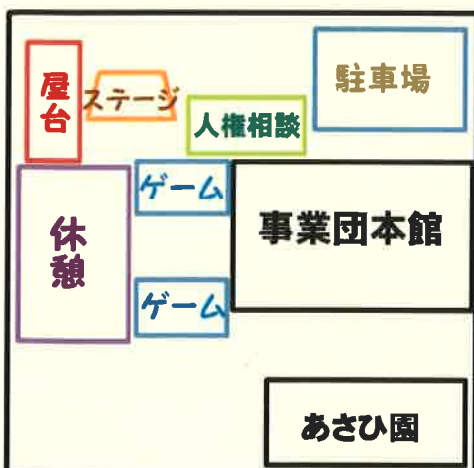 屋台
ステージ
人権相談
駐車場
休憩
ゲーム
事業団本館
ゲーム
あさひ園